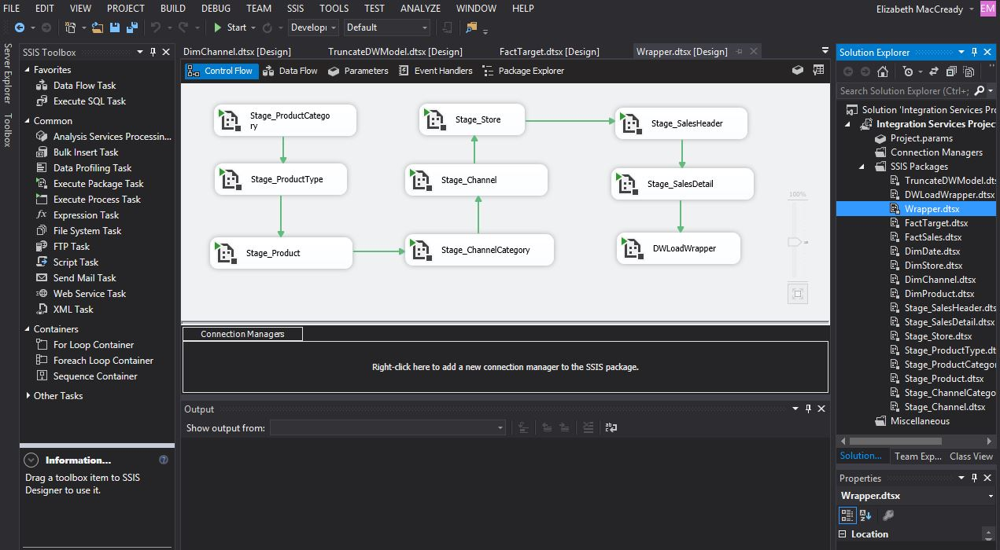 FILE EDIT VIEW PROJECT BUILD DEBUG TEAM SSIS TOOLS TEST ANALYZE WINDOW HELP
Elizabeth MacCready EM
Start Developi Default
Server Explorer
Toolbox
SSIS Toolbox
Favorites
Data Flow Task
Execute SQL Task
Common
Analysis Services Processin...
Bulk Insert Task
Data Profiling Task
Execute Package Task
Execute Process Task
Expression Task
File System Task
FTP Task
Script Task
Send Mail Task
Web Service Task
XML Task
Containers
For Loop Container
Foreach Loop Container
Sequence Container
Other Tasks
Information...
Drag a toolbox item to SSIS
Designer to use it.
DimChannel.dtsx [Design] TruncateDWModel.dtsx [Design] FactTarget.dtsx [Design] Wrapper.dtsx [Design]
Control Flow Data Flow Parameters Event Handlers Package Explorer
Stage_ProductCatego
ry
Stage_ProductType
Stage_Product
Stage_Store
Stage_Channel
Stage_ChannelCategory
Stage_SalesHeader
Stage_SalesDetail
DWLoadWrapper
100%
Connection Managers
Right-click here to add a new connection manager to the SSIS package.
Output
Show output from:
Solution Explorer
Search Solution Explorer (Ctrl+;
Solution 'Integration Services Pro
Integration Services Project
Project.params
Connection Managers
SSIS Packages
TruncateDWModel.dts
DWLoadWrapper.dtsx
Wrapper.dtsx
FactTarget.dtsx
FactSales.dtsx
DimDate.dtsx
DimStore.dtsx
DimChannel.dtsx
DimProduct.dtsx
Stage_SalesHeader.dts
Stage_SalesDetail.dtsx
Stage_Store.dtsx
Stage_ProductType.dt
Stage_ProductCategor
Stage_Product.dtsx
Stage_ChannelCatego
Stage_Channel.dtsx
Miscellaneous
Solution... Team Exp... Class View
Properties
Wrapper.dtsx
Location